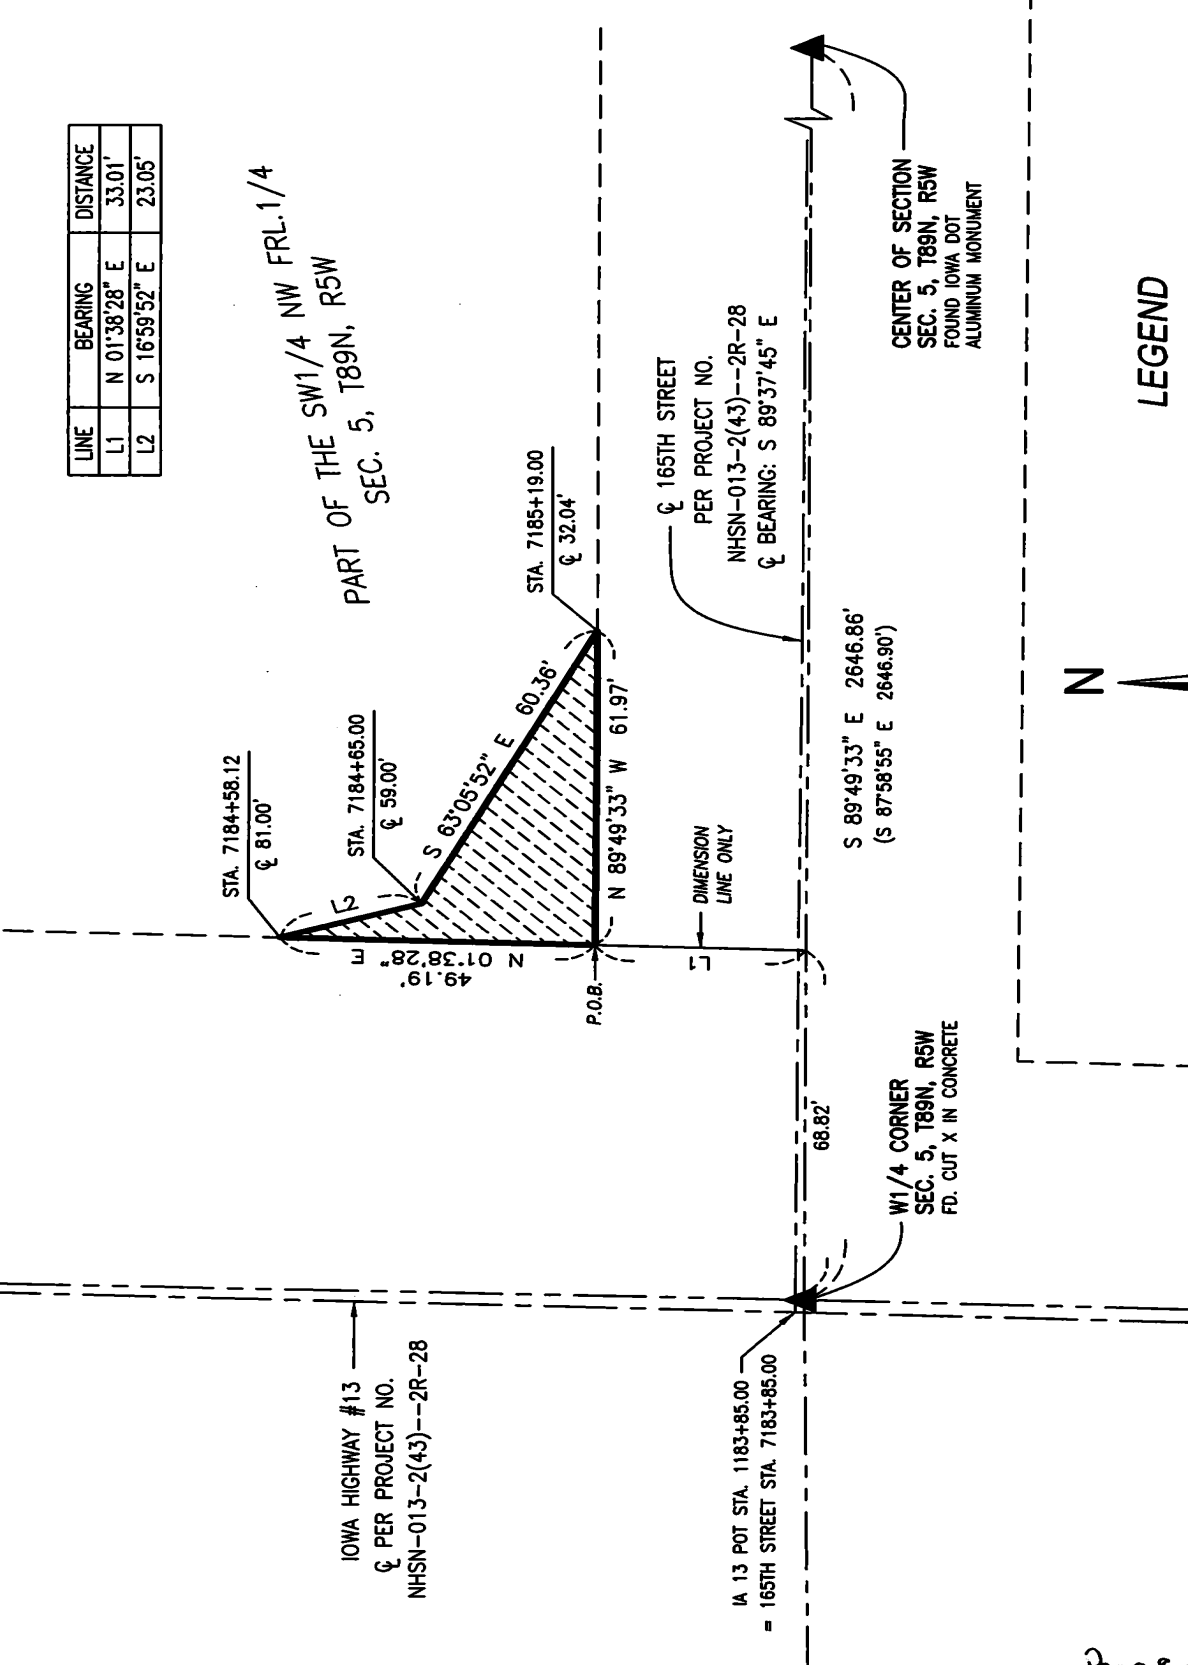 LINE BEARING DISTANCE
L1 N 01°38'28" E 33.01'
L2 S 16°59'52" E 23.05'
PART OF THE SW1/4 NW FRL.1/4
SEC. 5, T89N, R5W
STA. 7184+58.12
℄ 81.00'
STA. 7184+65.00
℄ 59.00'
STA. 7185+19.00
℄ 32.04'
L2
S 63°05'52" E 60.36'
N 01°38'28" E
49.19'
N 89°49'33" W 61.97'
P.O.B.
L1
DIMENSION
LINE ONLY
IOWA HIGHWAY #13
℄ PER PROJECT NO.
NHSN-013-2(43)--2R-28
℄ 165TH STREET
PER PROJECT NO.
NHSN-013-2(43)--2R-28
℄ BEARING: S 89°37'45" E
IA 13 POT STA. 1183+85.00
= 165TH STREET STA. 7183+85.00
68.82'
S 89°49'33" E 2646.86'
(S 87°58'55" E 2646.90')
W1/4 CORNER
SEC. 5, T89N, R5W
FD. CUT X IN CONCRETE
CENTER OF SECTION
SEC. 5, T89N, R5W
FOUND IOWA DOT
ALUMINUM MONUMENT
N
LEGEND